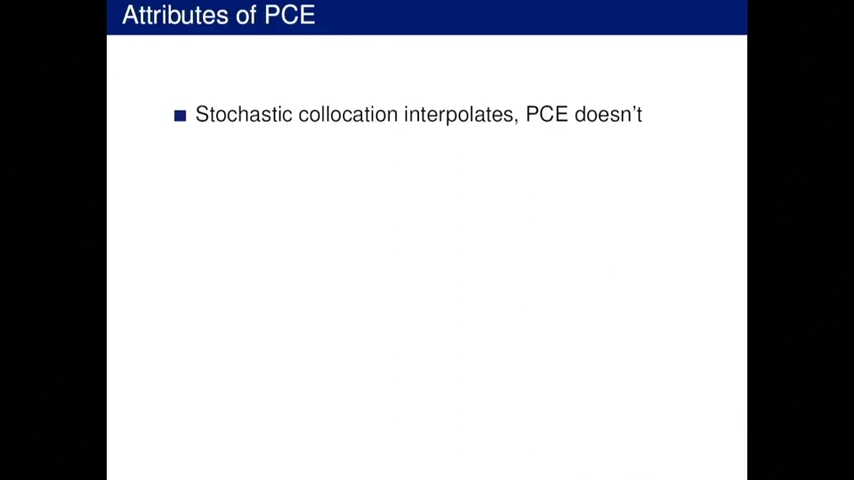 Attributes of PCE
Stochastic collocation interpolates, PCE doesn't